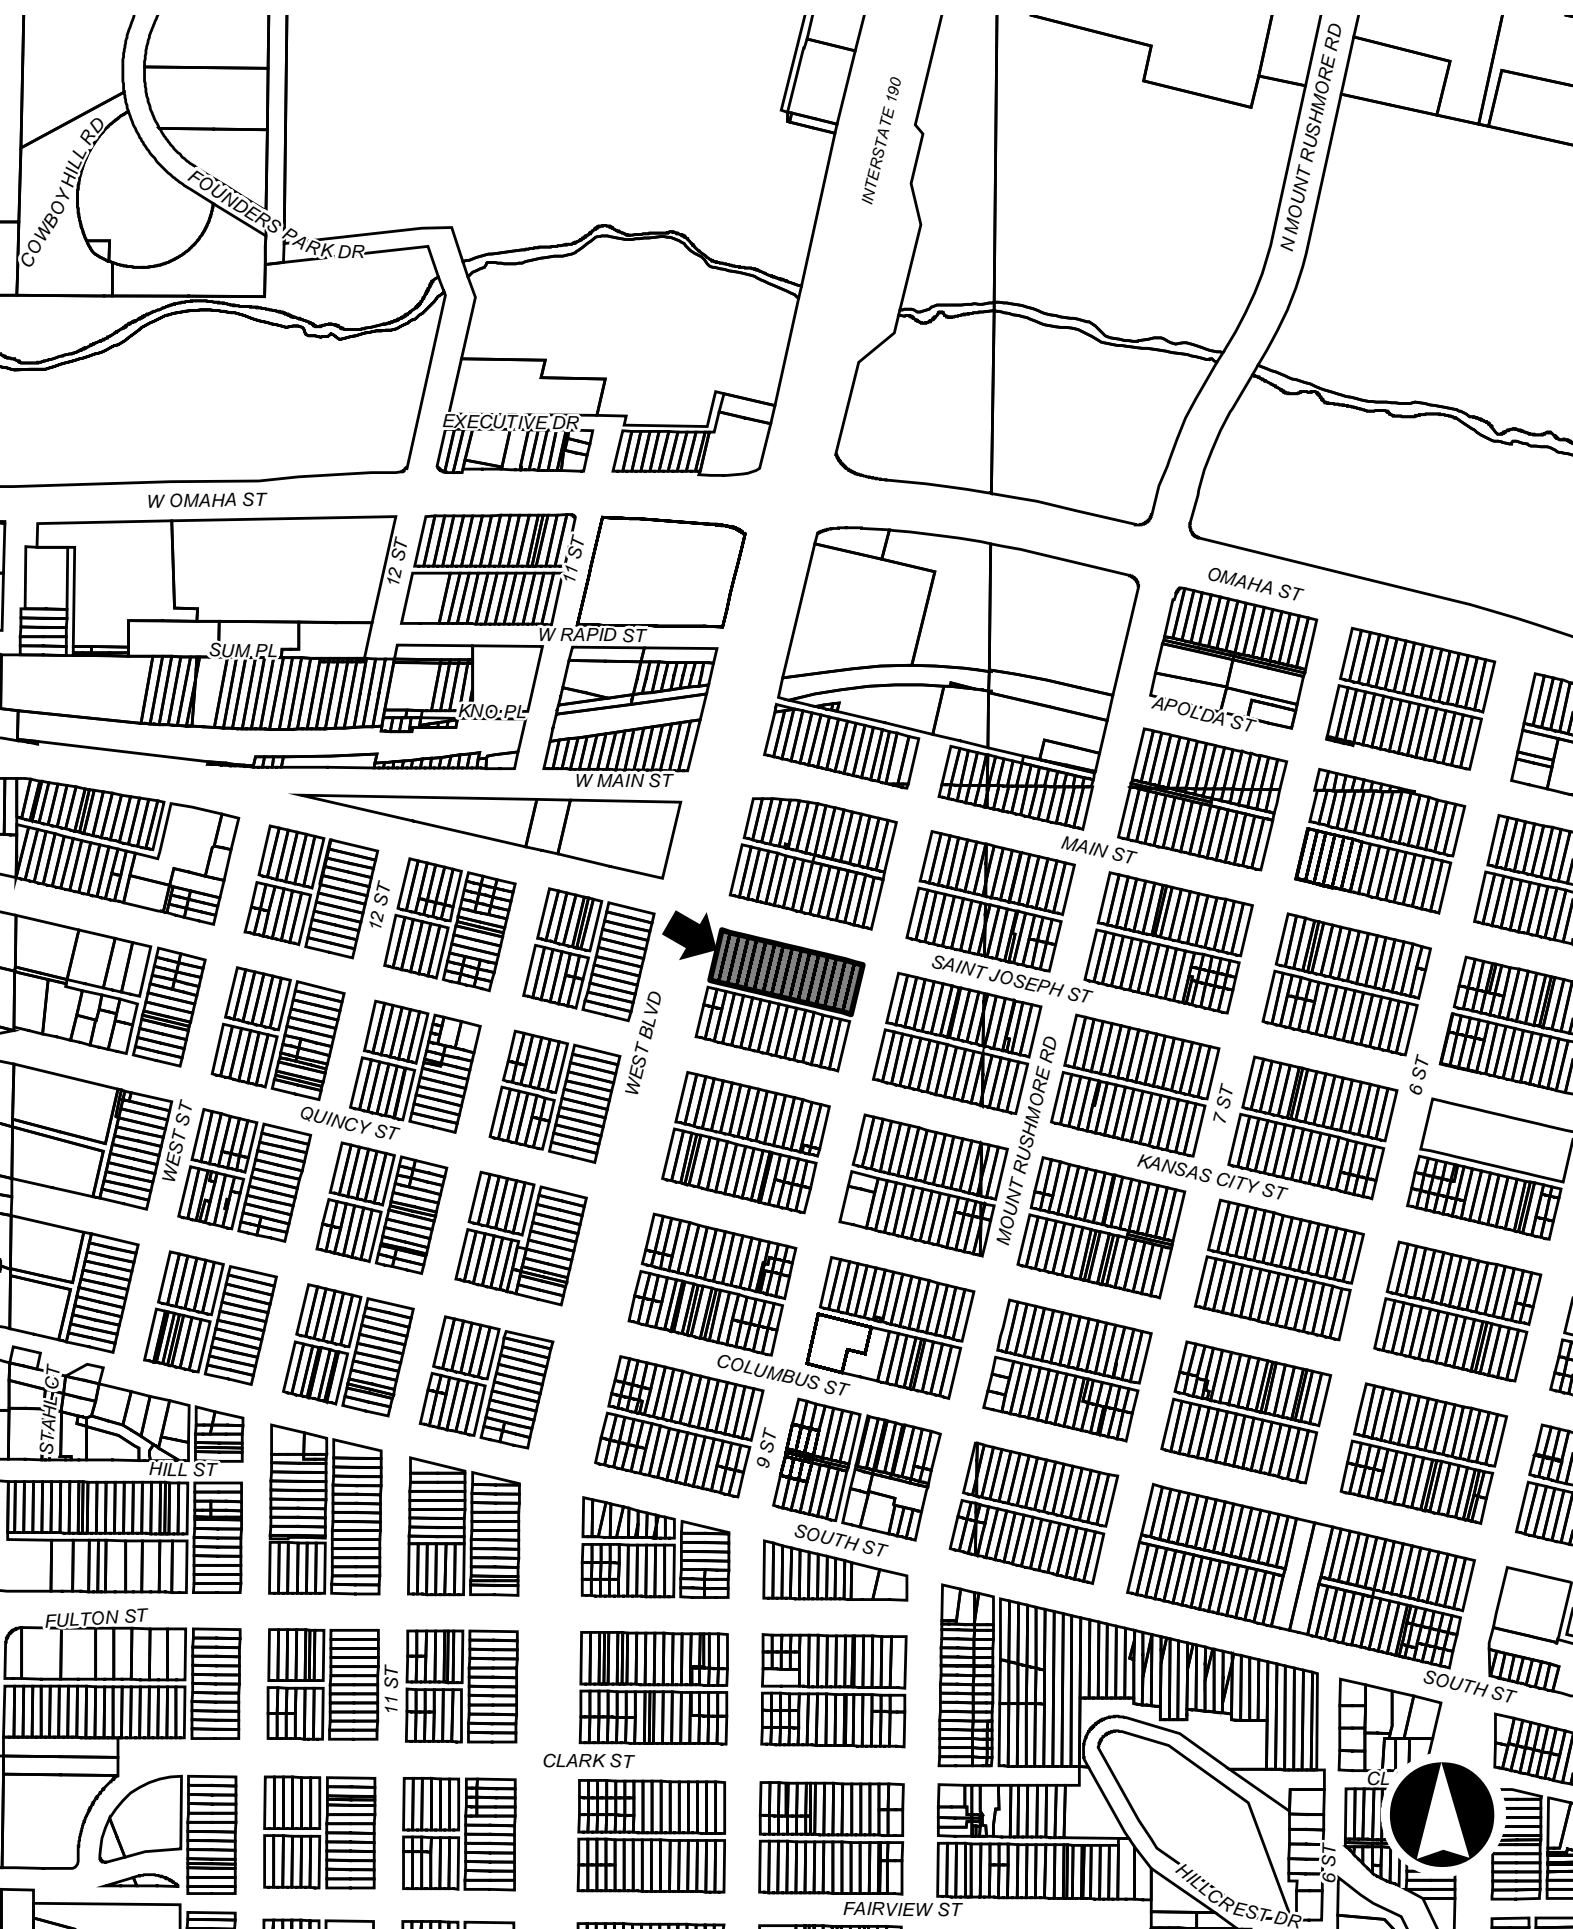 INTERSTATE 190
N MOUNT RUSHMORE RD
COWBOY HILL RD
FOUNDERS PARK DR
EXECUTIVE DR
W OMAHA ST
12 ST
11 ST
OMAHA ST
W RAPID ST
SUM PL
KNO PL
APOLDA ST
W MAIN ST
MAIN ST
12 ST
SAINT JOSEPH ST
WEST BLVD
MOUNT RUSHMORE RD
6 ST
7 ST
QUINCY ST
WEST ST
KANSAS CITY ST
COLUMBUS ST
STAHL CT
9 ST
HILL ST
SOUTH ST
FULTON ST
11 ST
SOUTH ST
CLARK ST
CL
6 ST
HILLCREST DR
FAIRVIEW ST